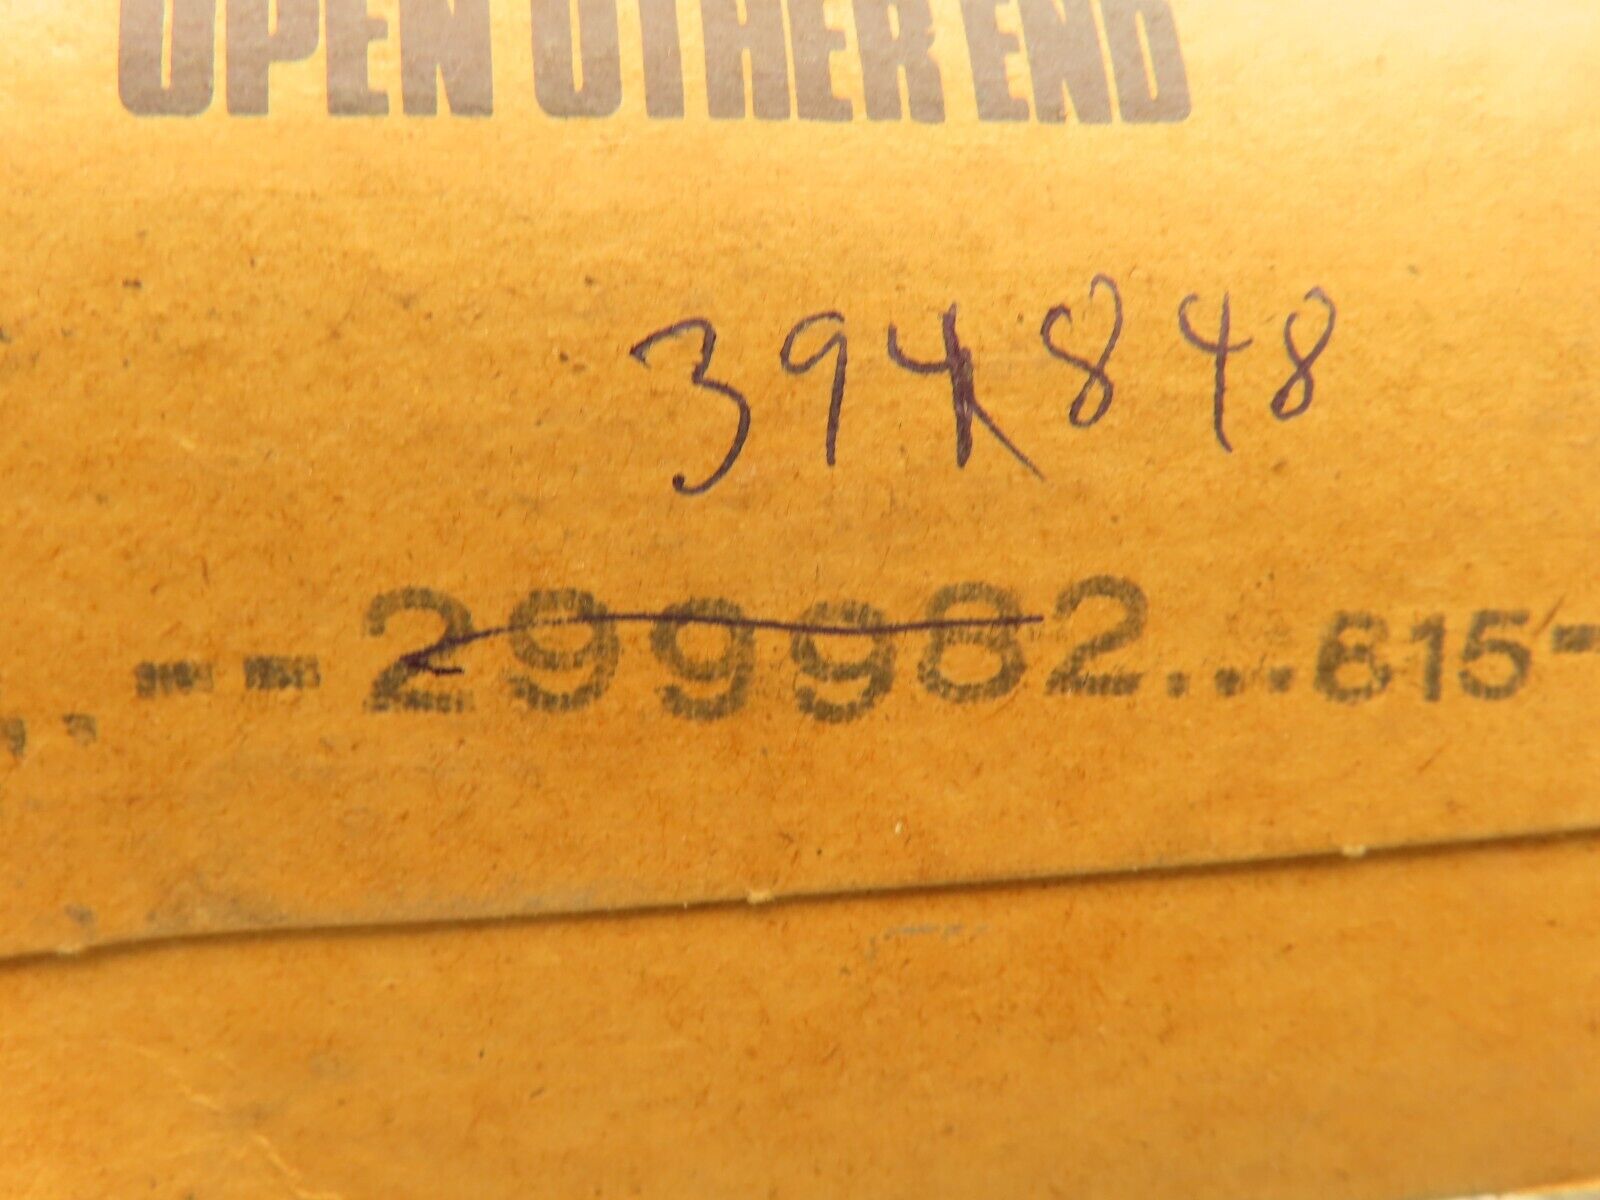 OPEN OTHER END
394848
--299982...615-